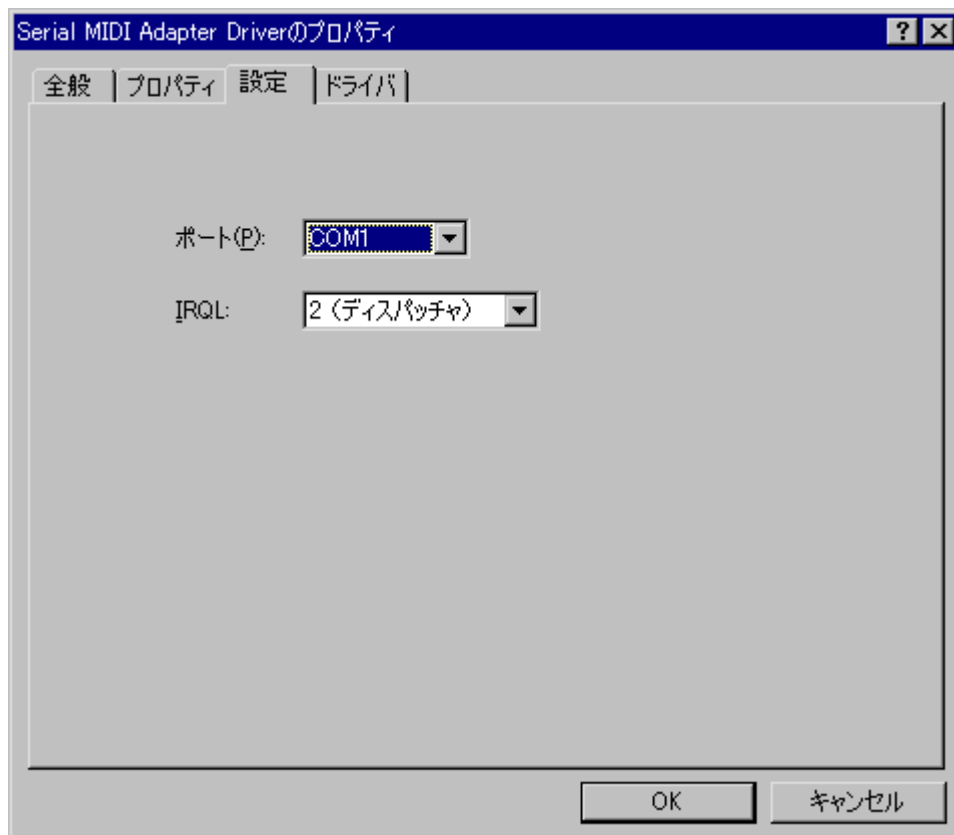 Serial MIDI Adapter Driverのプロパティ
全般 プロパティ 設定 ドライバ
ポート(P): COM1
IRQL: 2（ディスパッチャ）
OK キャンセル